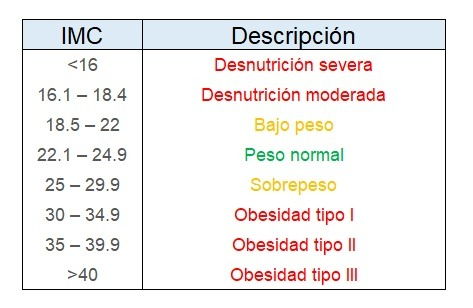 IMC Descripción
<16 Desnutrición severa
16.1 – 18.4 Desnutrición moderada
18.5 – 22 Bajo peso
22.1 – 24.9 Peso normal
25 – 29.9 Sobrepeso
30 – 34.9 Obesidad tipo I
35 – 39.9 Obesidad tipo II
>40 Obesidad tipo III